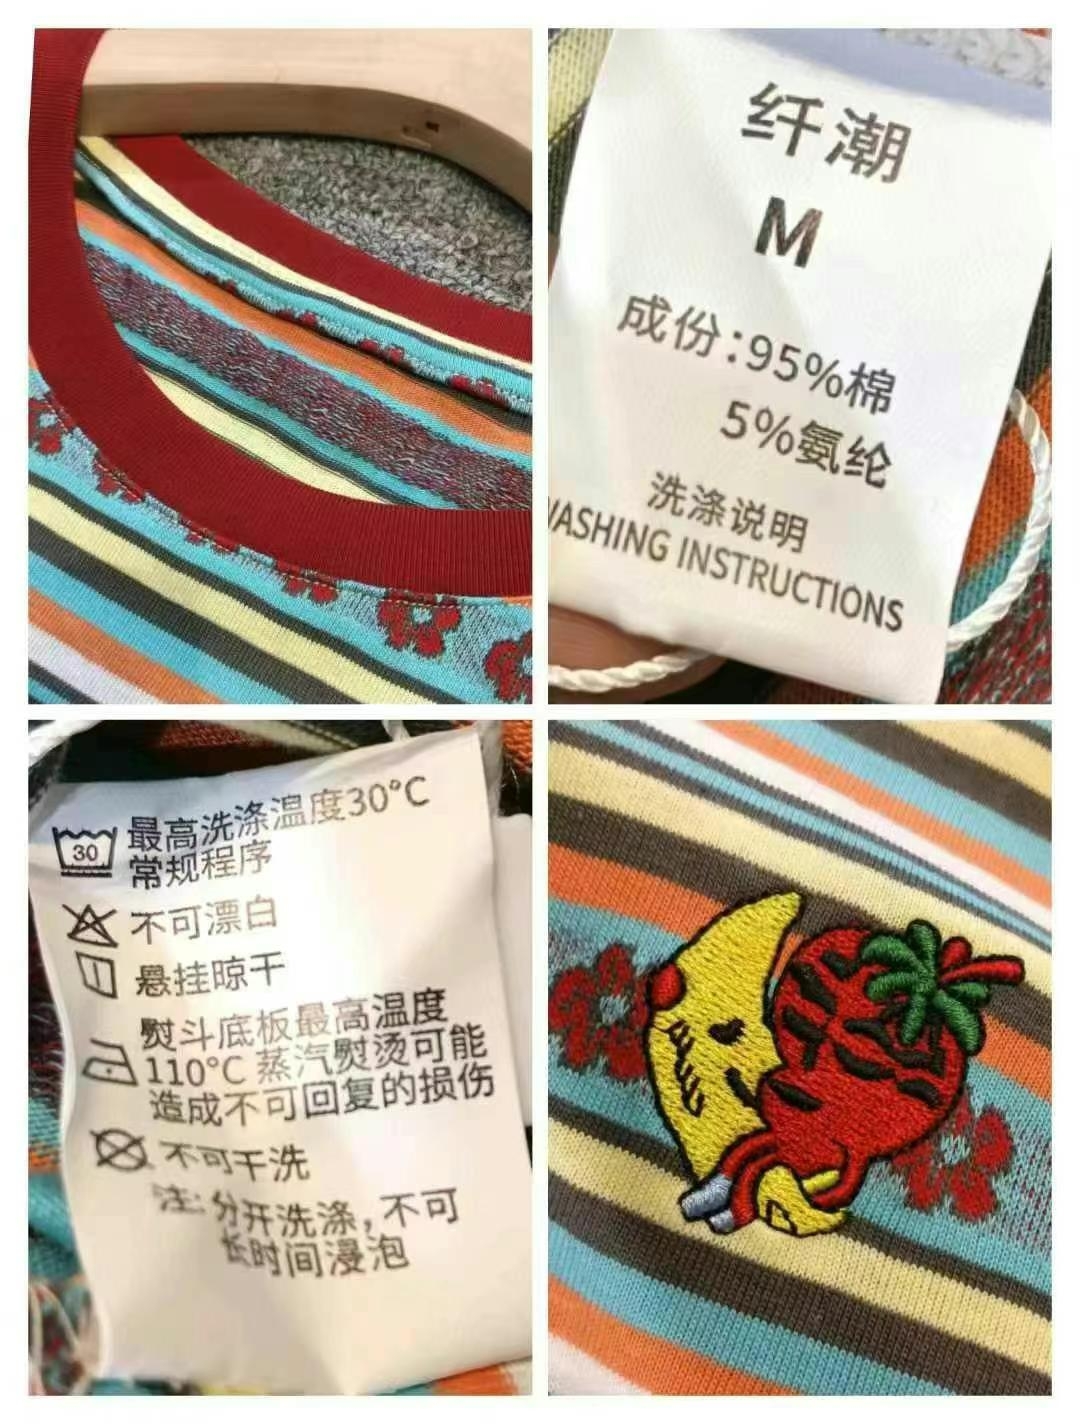 纤潮
M
成份:95%棉
5%氨纶
洗涤说明
WASHING INSTRUCTIONS
30
最高洗涤温度30°C
常规程序
不可漂白
悬挂晾干
熨斗底板最高温度
110°C 蒸汽熨烫可能
造成不可回复的损伤
不可干洗
注:分开洗涤,不可
长时间浸泡